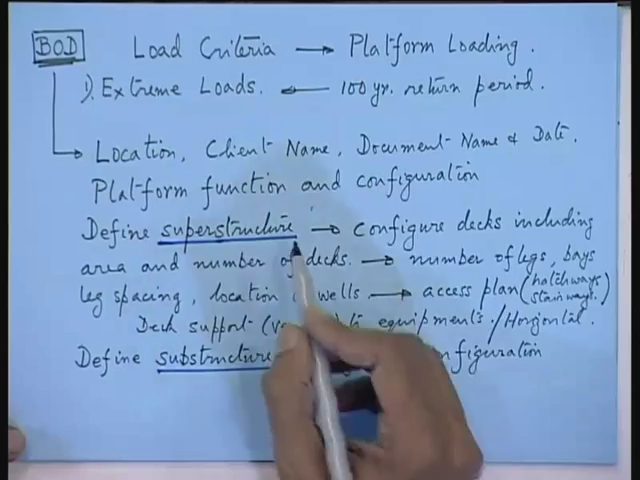 BOD Load Criteria → Platform Loading.
1). Extreme Loads. ← 100 yr. return period.
→ Location, Client Name, Document Name & Date.
Platform function and configuration
Define superstructure → configure decks including
area and number of decks. → number of legs, bays
leg spacing, location wells → access plan (hatchways
stairways)
Deck support equipments / Horizontal.
Define substructure